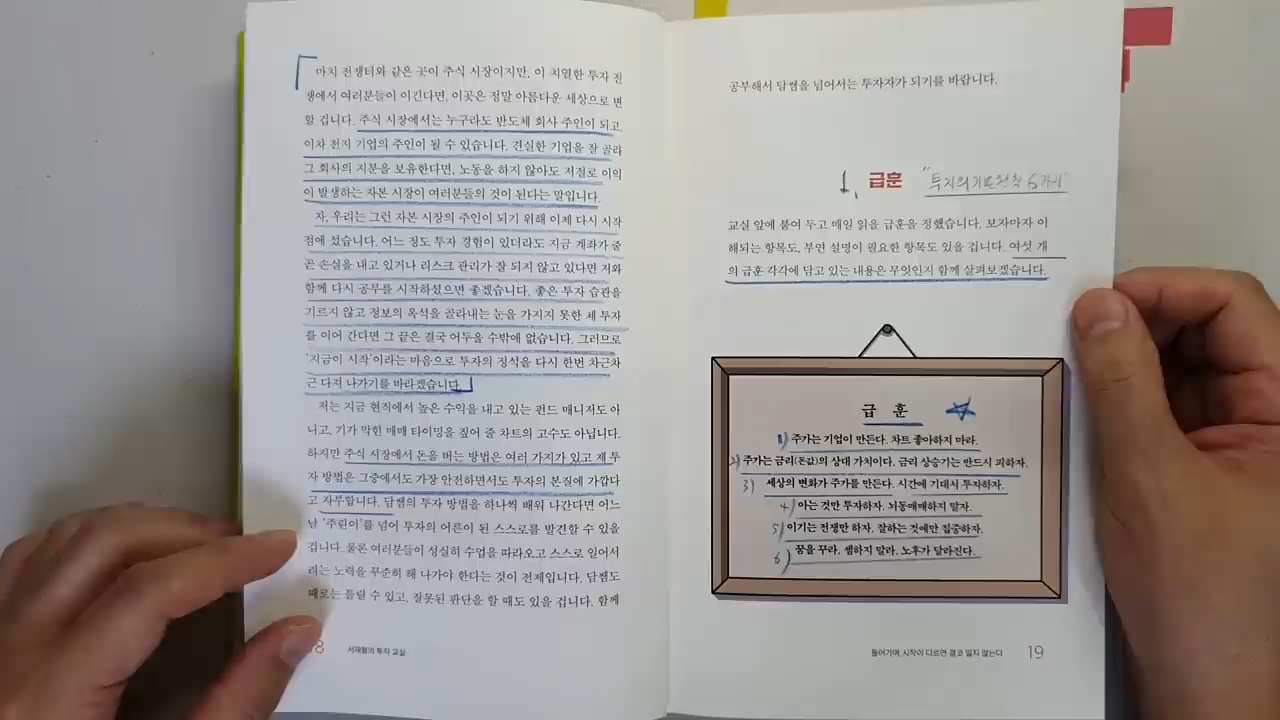 마치 전쟁터와 같은 곳이 주식 시장이지만, 이 치열한 투자 전
쟁에서 여러분들이 이긴다면, 이곳은 정말 아름다운 세상으로 변
할 겁니다. 주식 시장에서는 누구라도 반도체 회사 주인이 되고,
이차 전지 기업의 주인이 될 수 있습니다. 견실한 기업을 잘 골라
그 회사의 지분을 보유한다면, 노동을 하지 않아도 저절로 이익
이 발생하는 자본 시장이 여러분들의 것이 된다는 말입니다.
자, 우리는 그런 자본 시장의 주인이 되기 위해 이제 다시 시작
점에 섰습니다. 어느 정도 투자 경험이 있더라도 지금 계좌가 줄
곧 손실을 내고 있거나 리스크 관리가 잘 되지 않고 있다면 저와
함께 다시 공부를 시작하셨으면 좋겠습니다. 좋은 투자 습관을
기르지 않고 정보의 옥석을 골라내는 눈을 가지지 못한 세 투자
를 이어 간다면 그 끝은 결국 어두울 수밖에 없습니다. 그러므로
'지금이 시작'이라는 마음으로 투자의 정석을 다시 한번 차근차
근 다져 나가기를 바라겠습니다.
저는 지금 현직에서 높은 수익을 내고 있는 펀드 매니저도 아
니고, 기가 막힌 매매 타이밍을 짚어 줄 차트의 고수도 아닙니다.
하지만 주식 시장에서 돈을 버는 방법은 여러 가지가 있고 제 투
자 방법은 그중에서도 가장 안전하면서도 투자의 본질에 가깝다
고 자부합니다. 담쌤의 투자 방법을 하나씩 배워 나간다면 어느
날 '주린이'를 넘어 투자의 어른이 된 스스로를 발견할 수 있을
겁니다. 물론 여러분들이 성실히 수업을 따라오고 스스로 일어서
려는 노력을 꾸준히 해 나가야 한다는 것이 전제입니다. 담쌤도
때로는 틀릴 수 있고, 잘못된 판단을 할 때도 있을 겁니다. 함께
8 서재형의 투자 교실
공부해서 담쌤을 넘어서는 투자자가 되기를 바랍니다.
1. 급훈 "투자의 기본원칙 6가지"
교실 앞에 붙여 두고 매일 읽을 급훈을 정했습니다. 보자마자 이
해되는 항목도, 부연 설명이 필요한 항목도 있을 겁니다. 여섯 개
의 급훈 각각에 담고 있는 내용은 무엇인지 함께 살펴보겠습니다.
급 훈
1) 주가는 기업이 만든다. 차트 좋아하지 마라.
2) 주가는 금리(돈값)의 상대 가치이다. 금리 상승기는 반드시 피하자.
3) 세상의 변화가 주가를 만든다. 시간에 기대서 투자하자.
4) 아는 것만 투자하자. 뇌동매매하지 말자.
5) 이기는 전쟁만 하자. 잘하는 것에만 집중하자.
6) 꿈을 꾸라. 셈하지 말라. 노후가 달라진다.
들어가며, 시작이 다르면 결코 잃지 않는다 19